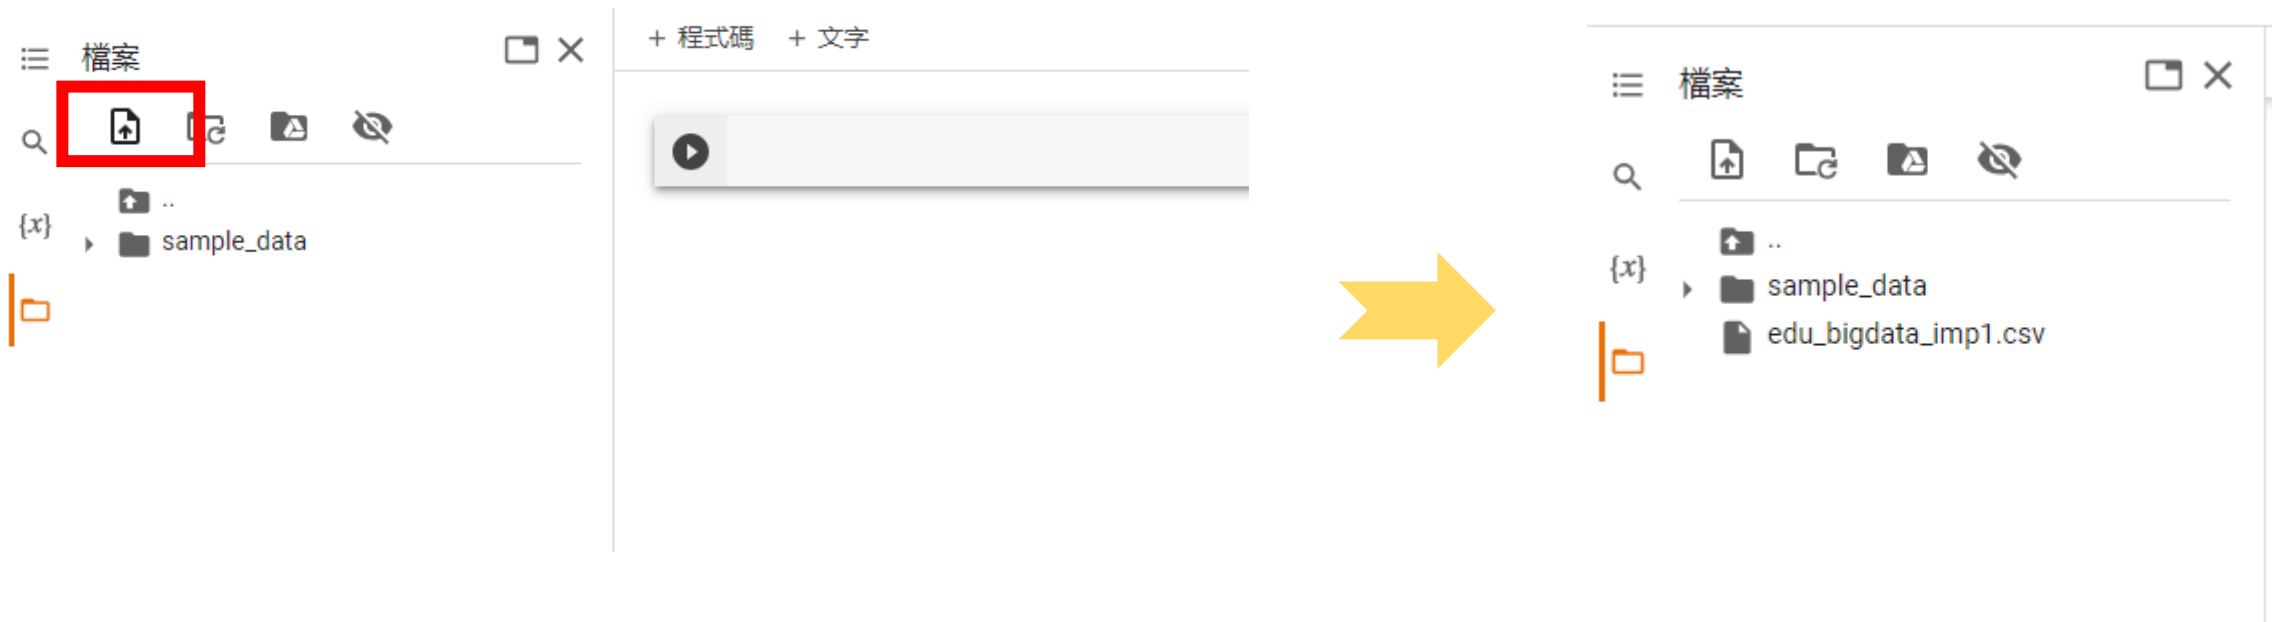 檔案
+ 程式碼 + 文字
{x}
..
sample_data
檔案
{x}
..
sample_data
edu_bigdata_imp1.csv